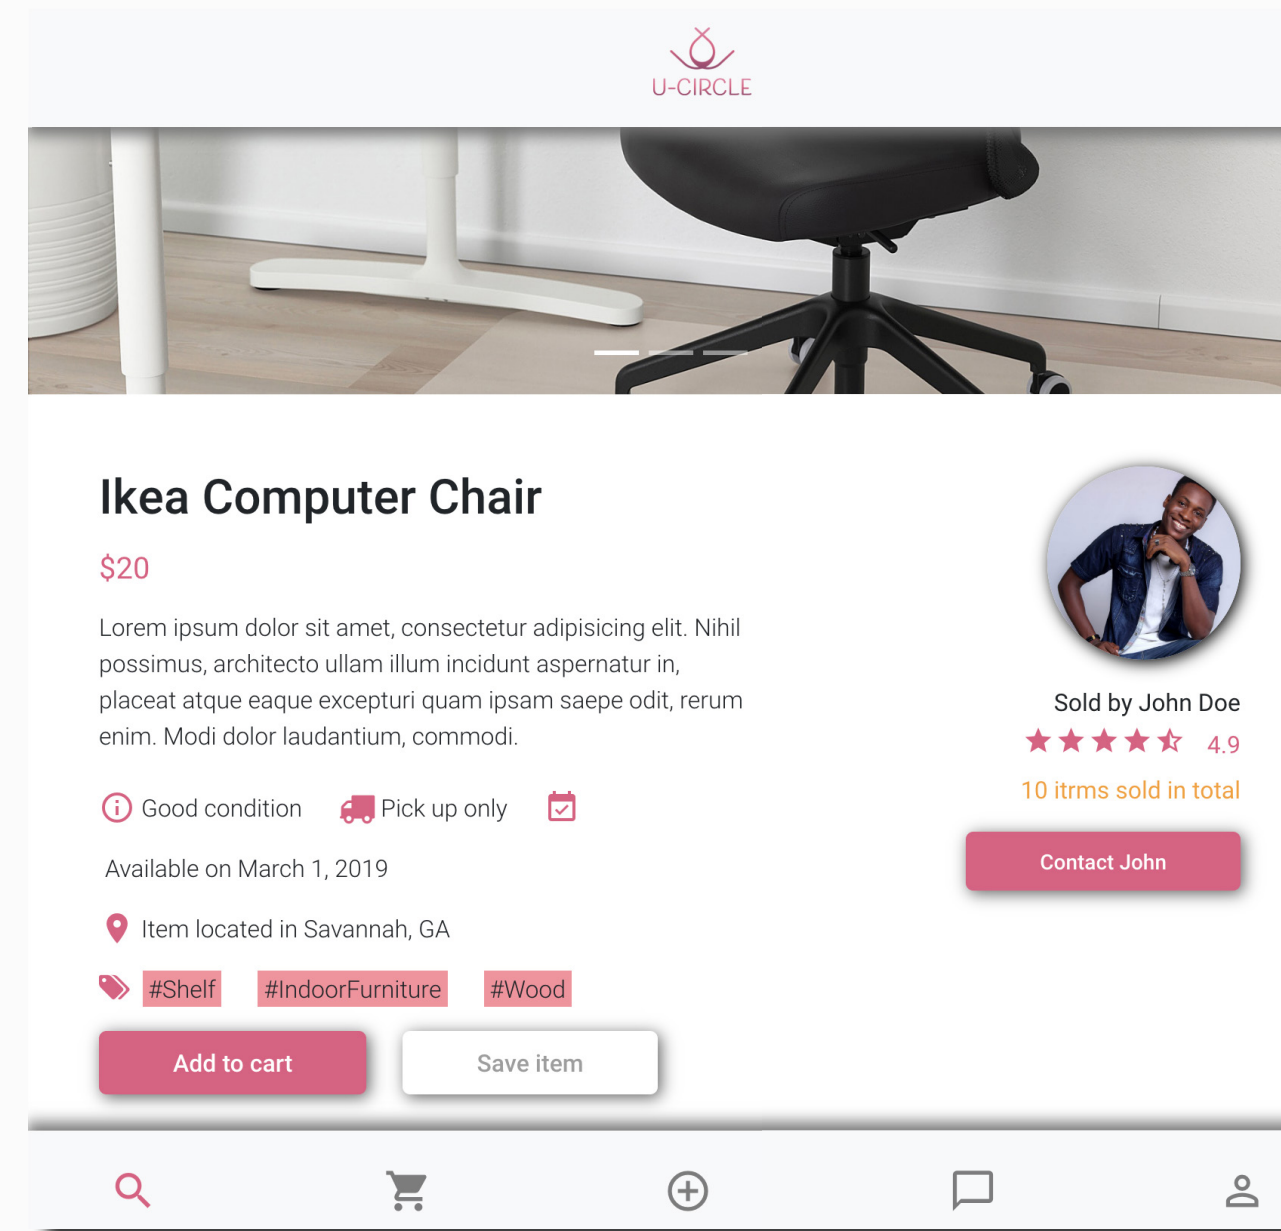 U-CIRCLE
Ikea Computer Chair
$20
Lorem ipsum dolor sit amet, consectetur adipisicing elit. Nihil
possimus, architecto ullam illum incidunt aspernatur in,
placeat atque eaque excepturi quam ipsam saepe odit, rerum
enim. Modi dolor laudantium, commodi.
Good condition Pick up only
Available on March 1, 2019
Item located in Savannah, GA
#Shelf #IndoorFurniture #Wood
Add to cart Save item
Sold by John Doe
4.9
10 itrms sold in total
Contact John